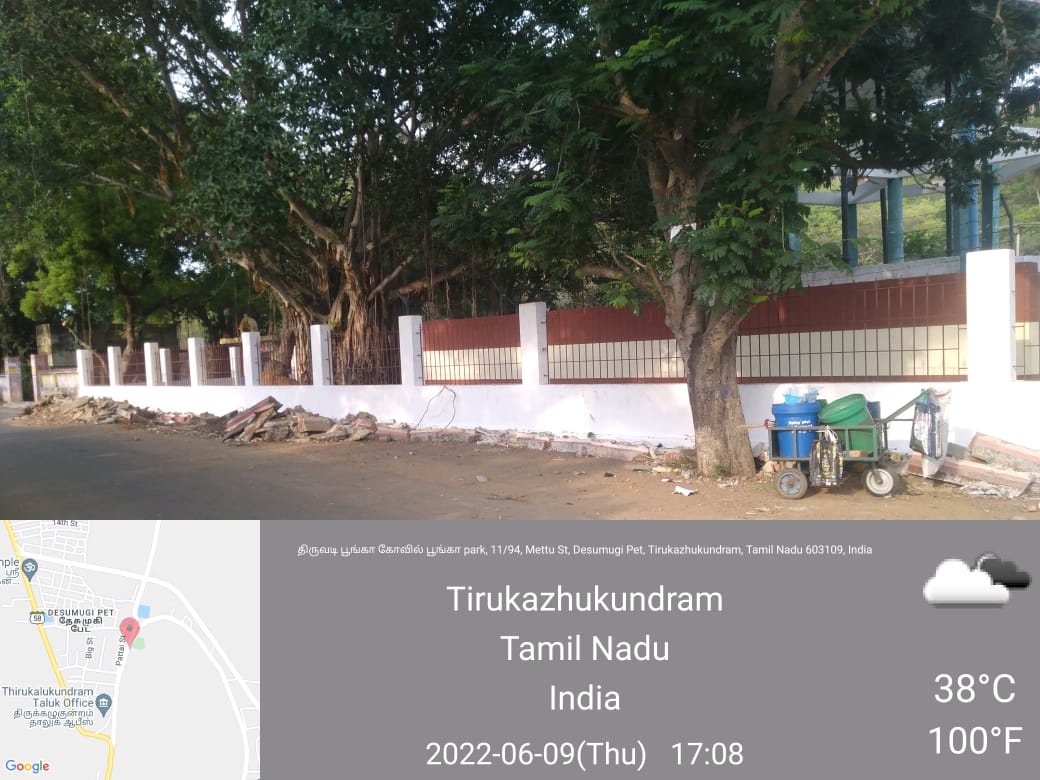 திருவடி பூங்கா கோவில் பூங்கா park, 11/94, Mettu St, Desumugi Pet, Tirukazhukundram, Tamil Nadu 603109, India
Tirukazhukundram
Tamil Nadu
India
2022-06-09(Thu) 17:08
38°C
100°F
14th St
58
DESUMUGI PET
தேசுமுகி
பேட்
Big St
Pattai St
Thirukalukundram
Taluk Office
திருக்கழுகுன்றம்
தாலுக் ஆபீஸ்
Google